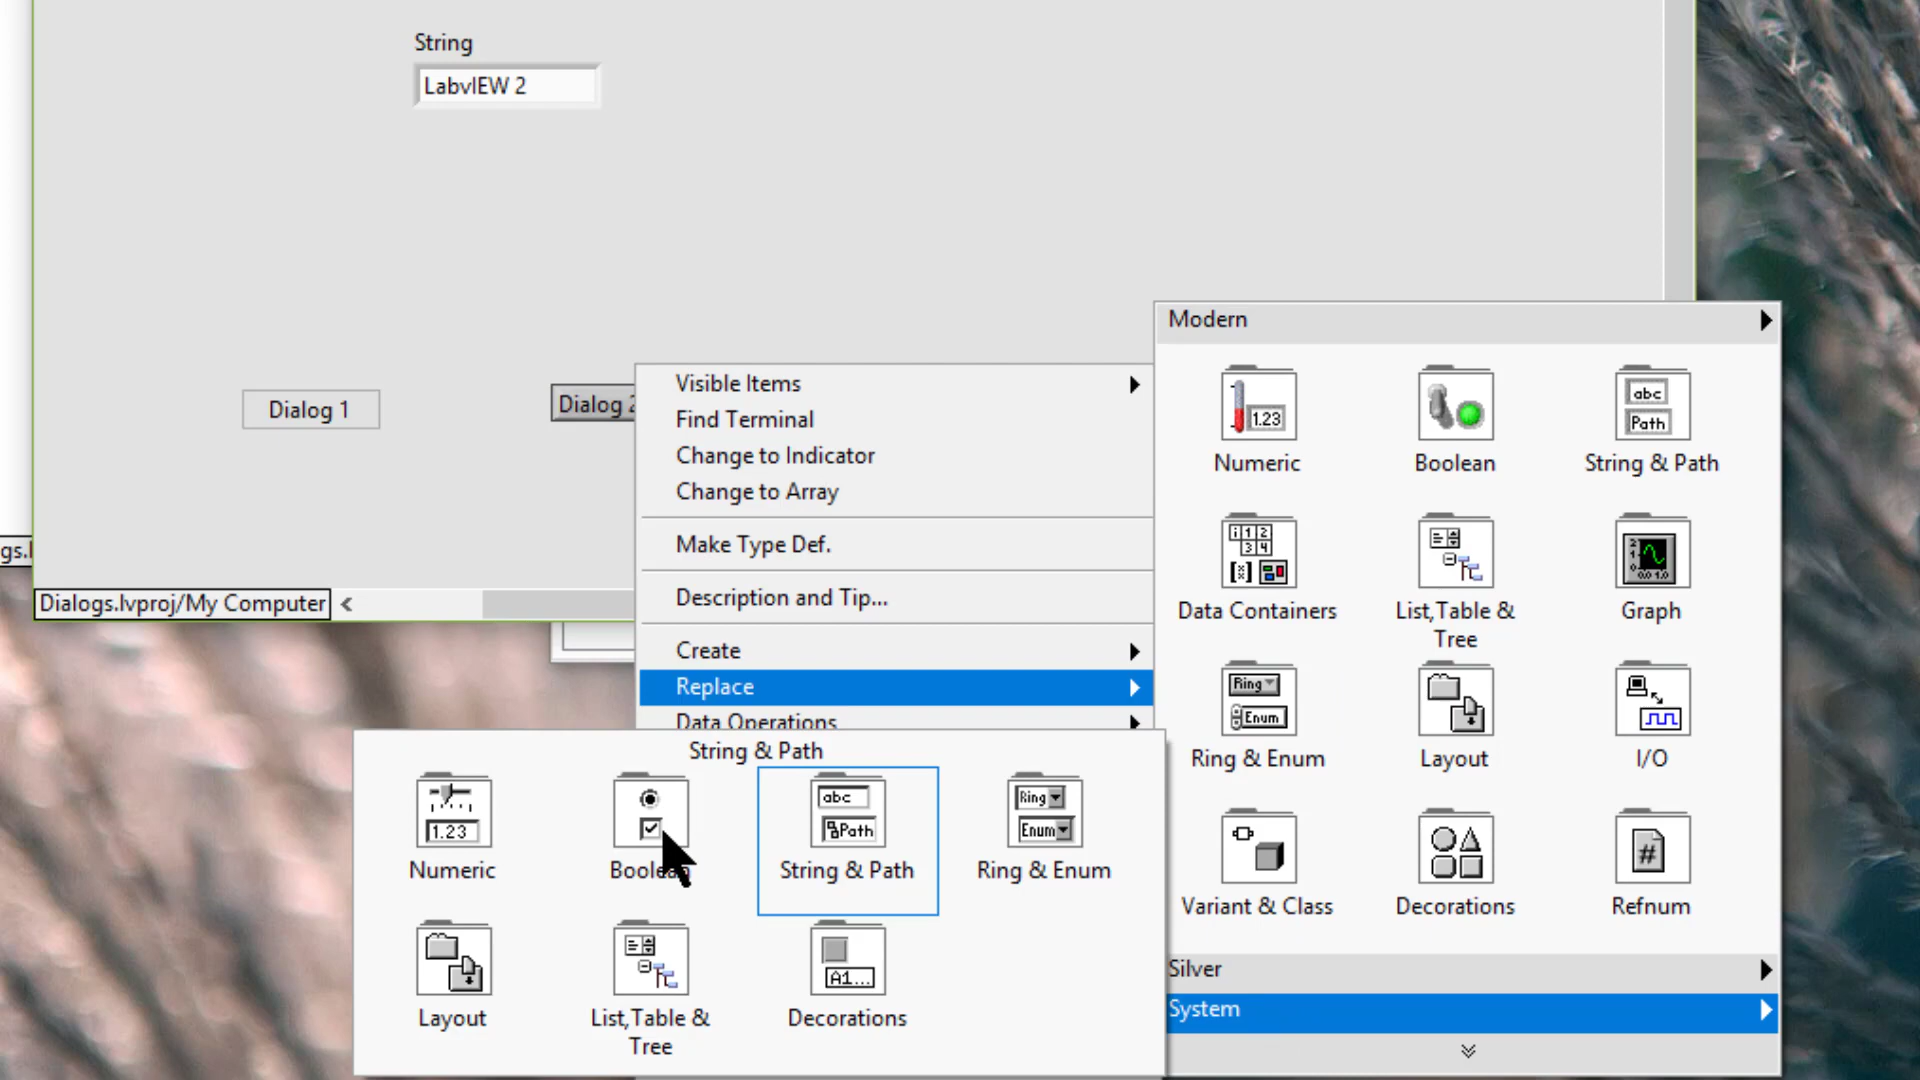 String
LabvIEW 2
Dialog 1
Dialog 2
gs.l
Dialogs.lvproj/My Computer
Visible Items
Find Terminal
Change to Indicator
Change to Array
Make Type Def.
Description and Tip...
Create
Replace
Data Operations
Modern
1.23
Numeric
Boolean
abc
Path
String & Path
Data Containers
List,Table &
Tree
Graph
Ring
Enum
Ring & Enum
Layout
I/O
Variant & Class
Decorations
#
Refnum
Silver
System
String & Path
1.23
Numeric
Boolean
abc
Path
String & Path
Ring
Enum
Ring & Enum
Layout
List,Table &
Tree
A1...
Decorations